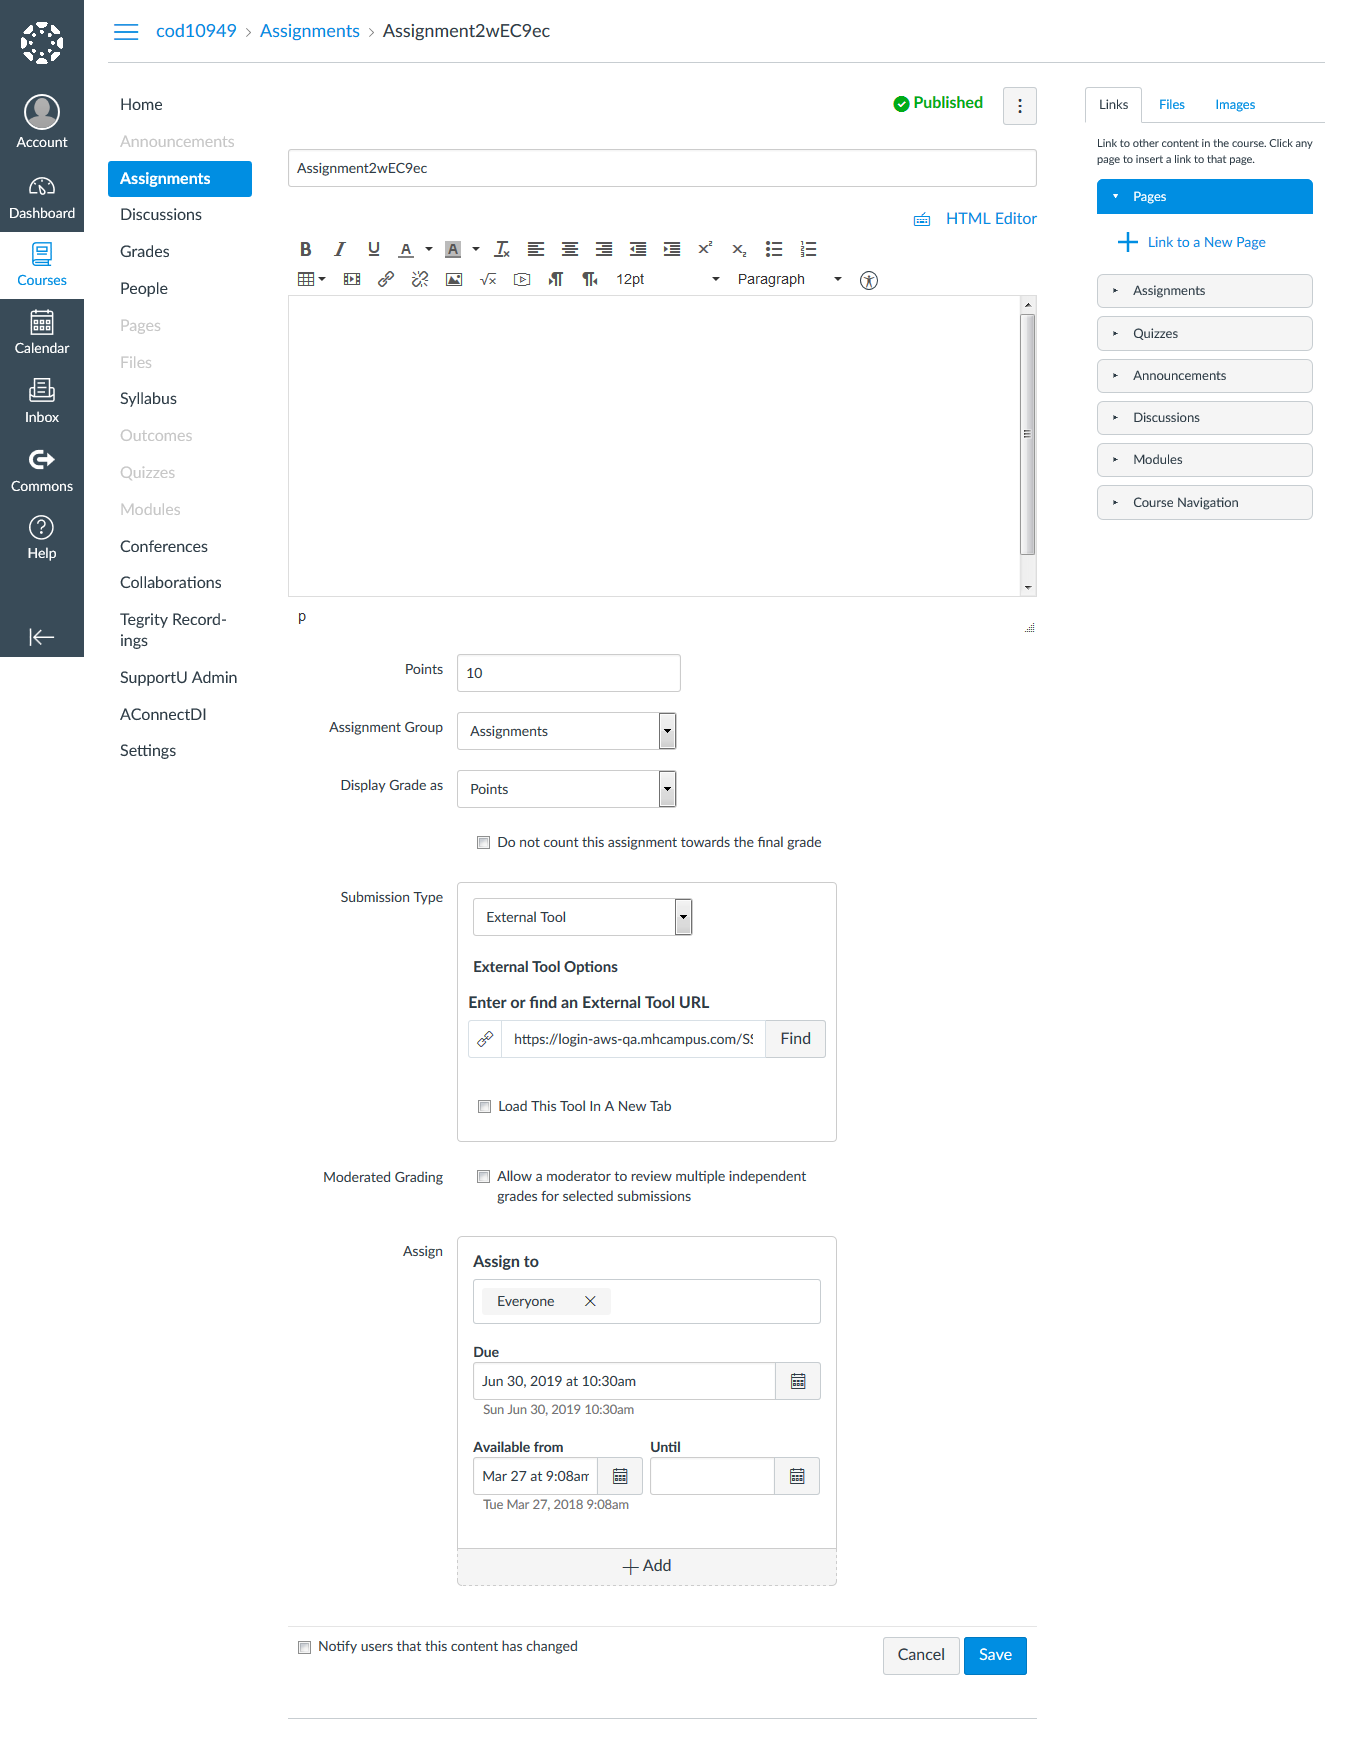 cod10949 › Assignments › Assignment2wEC9ec
Account
Dashboard
Courses
Calendar
Inbox
Commons
Help
Home
Announcements
Assignments
Discussions
Grades
People
Pages
Files
Syllabus
Outcomes
Quizzes
Modules
Conferences
Collaborations
Tegrity Record-
ings
SupportU Admin
AConnectDI
Settings
Published
Assignment2wEC9ec
HTML Editor
12pt
Paragraph
p
Points
10
Assignment Group
Assignments
Display Grade as
Points
Do not count this assignment towards the final grade
Submission Type
External Tool
External Tool Options
Enter or find an External Tool URL
https://login-aws-qa.mhcampus.com/SS
Find
Load This Tool In A New Tab
Moderated Grading
Allow a moderator to review multiple independent
grades for selected submissions
Assign
Assign to
Everyone
Due
Jun 30, 2019 at 10:30am
Sun Jun 30, 2019 10:30am
Available from
Until
Mar 27 at 9:08am
Tue Mar 27, 2018 9:08am
+ Add
Notify users that this content has changed
Cancel
Save
Links
Files
Images
Link to other content in the course. Click any
page to insert a link to that page.
Pages
Link to a New Page
Assignments
Quizzes
Announcements
Discussions
Modules
Course Navigation